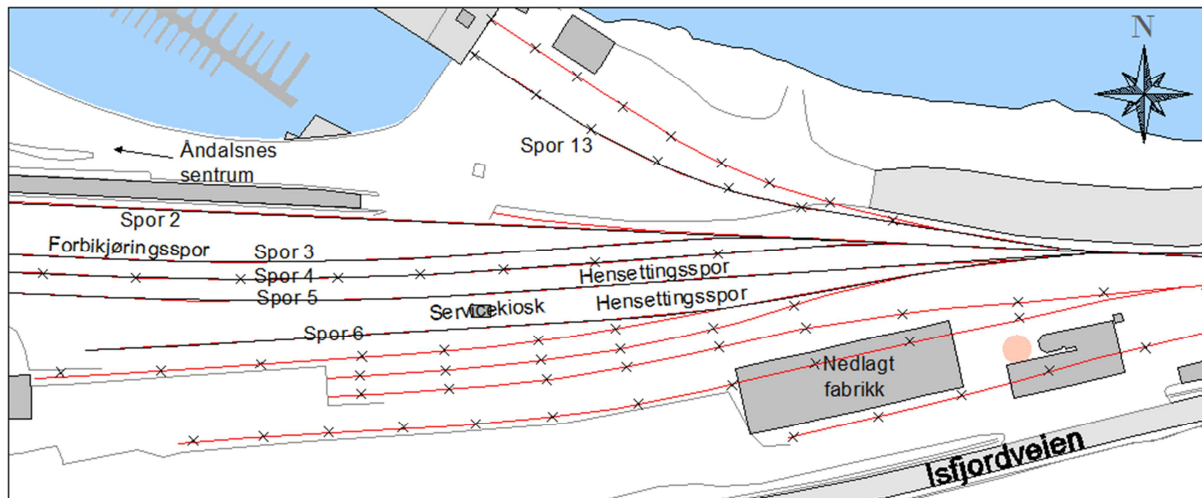 N
Spor 13
Åndalsnes
sentrum
Spor 2
Forbikjøringsspor
Spor 3
Spor 4
Hensettingsspor
Spor 5
Hensettingsspor
Servicekiosk
Spor 6
Nedlagt
fabrikk
Isfjordveien